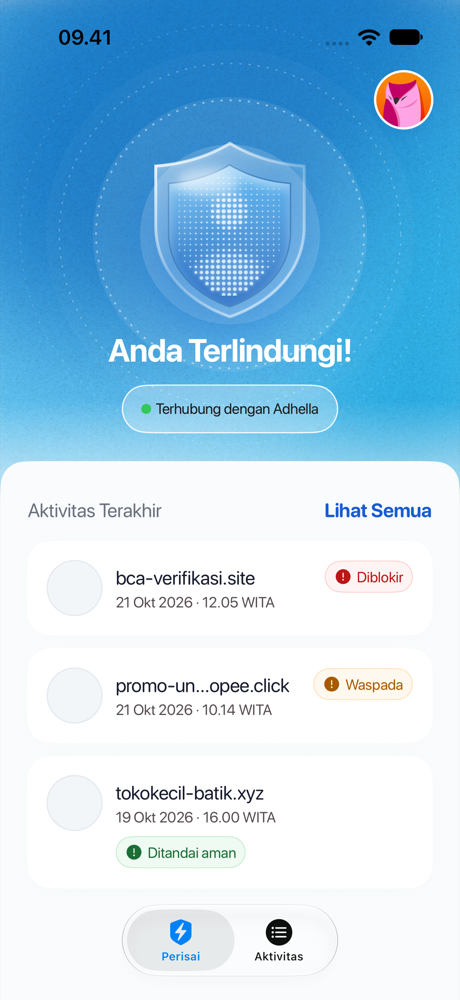 09.41
Anda Terlindungi!
Terhubung dengan Adhella
Aktivitas Terakhir
Lihat Semua
bca-verifikasi.site
Diblokir
21 Okt 2026 · 12.05 WITA
promo-un...opee.click
Waspada
21 Okt 2026 · 10.14 WITA
tokokecil-batik.xyz
19 Okt 2026 · 16.00 WITA
Ditandai aman
Perisai
Aktivitas